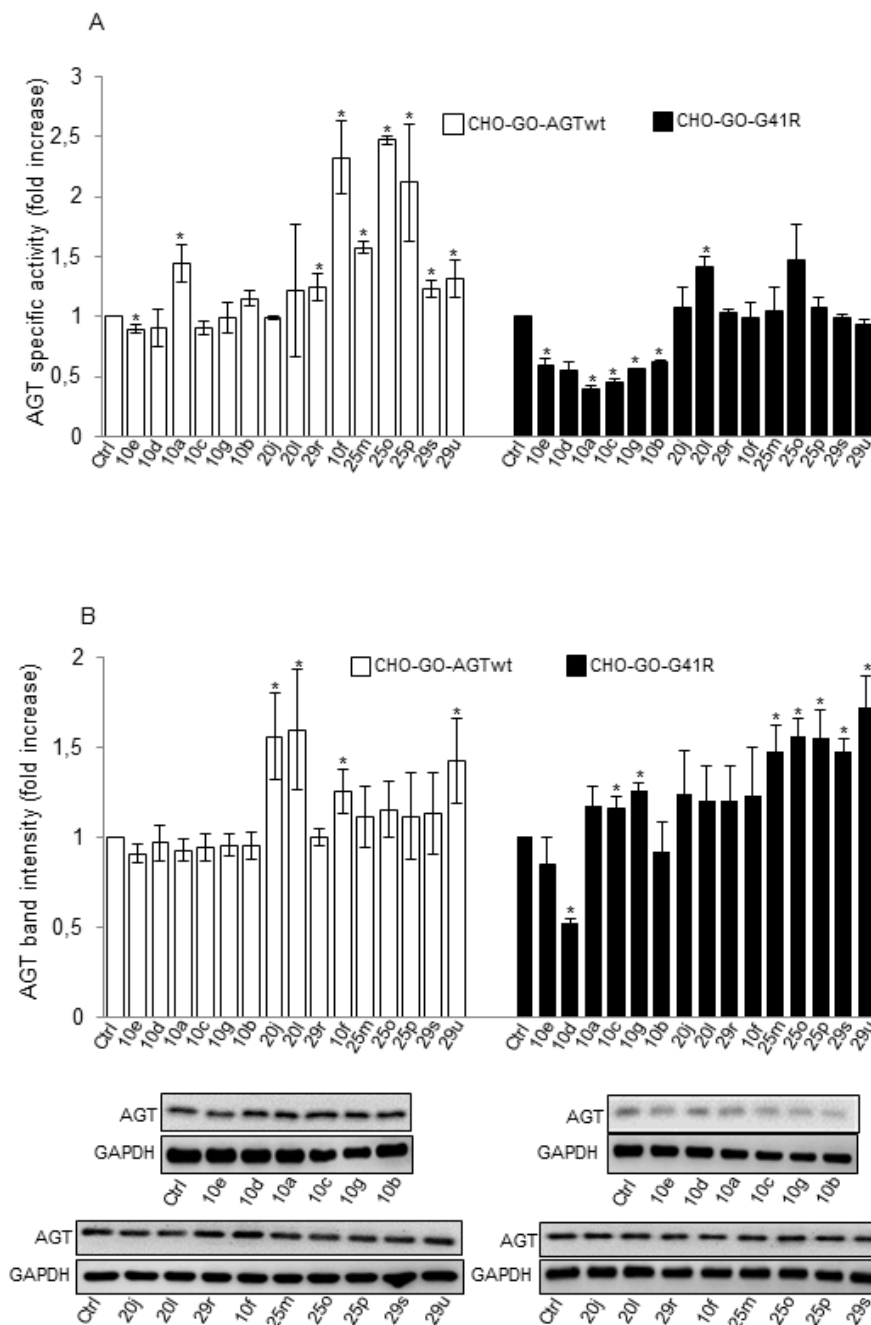 A
AGT specific activity (fold increase)
3
2,5
2
1,5
1
0,5
0
CHO-GO-AGTwt
CHO-GO-G41R
* * * * * * * * *
* * * * * *
Ctrl 10e 10d 10a 10c 10g 10b 20j 20l 29r 10f 25m 25o 25p 29s 29u
Ctrl 10e 10d 10a 10c 10g 10b 20j 20l 29r 10f 25m 25o 25p 29s 29u
B
AGT band intensity (fold increase)
2
1,5
1
0,5
0
CHO-GO-AGTwt
CHO-GO-G41R
* * * *
* * * * * * * *
Ctrl 10e 10d 10a 10c 10g 10b 20j 20l 29r 10f 25m 25o 25p 29s 29u
Ctrl 10e 10d 10a 10c 10g 10b 20j 20l 29r 10f 25m 25o 25p 29s 29u
AGT
GAPDH
Ctrl 10e 10d 10a 10c 10g 10b
AGT
GAPDH
Ctrl 10e 10d 10a 10c 10g 10b
AGT
GAPDH
Ctrl 20j 20l 29r 10f 25m 25o 25p 29s 29u
AGT
GAPDH
Ctrl 20j 20l 29r 10f 25m 25o 25p 29s